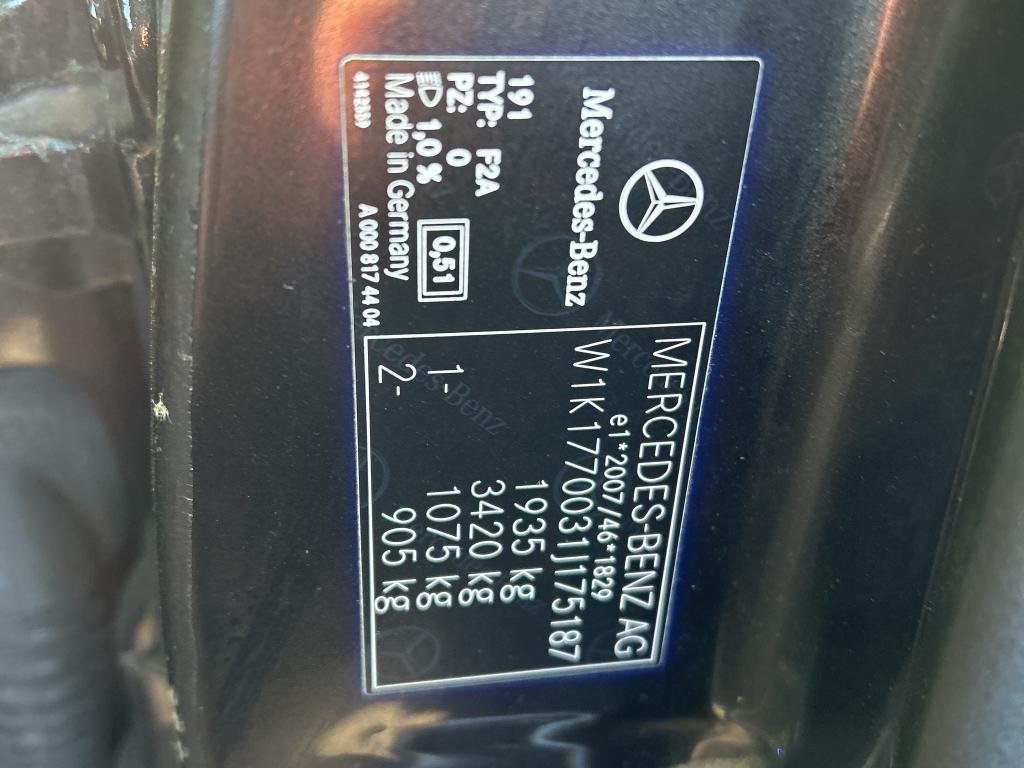 MERCEDES-BENZ AG
e1*2007/46*1829
W1K1770031J175187
1935 kg
3420 kg
1- 1075 kg
2- 905 kg
Mercedes-Benz
191
TYP: F2A
PZ: 0
1,0 %
0,51
Made in Germany
A 000 817 44 04